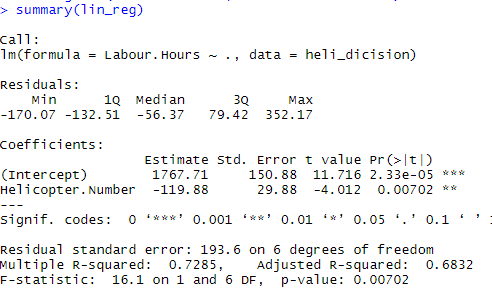 > summary(lin_reg)
Call:
lm(formula = Labour.Hours ~ ., data = heli_dicision)
Residuals:
Min 1Q Median 3Q Max
-170.07 -132.51 -56.37 79.42 352.17
Coefficients:
Estimate Std. Error t value Pr(>|t|)
(Intercept) 1767.71 150.88 11.716 2.33e-05 ***
Helicopter.Number -119.88 29.88 -4.012 0.00702 **
---
Signif. codes: 0 ‘***’ 0.001 ‘**’ 0.01 ‘*’ 0.05 ‘.’ 0.1 ‘ ’
Residual standard error: 193.6 on 6 degrees of freedom
Multiple R-squared: 0.7285, Adjusted R-squared: 0.6832
F-statistic: 16.1 on 1 and 6 DF, p-value: 0.00702